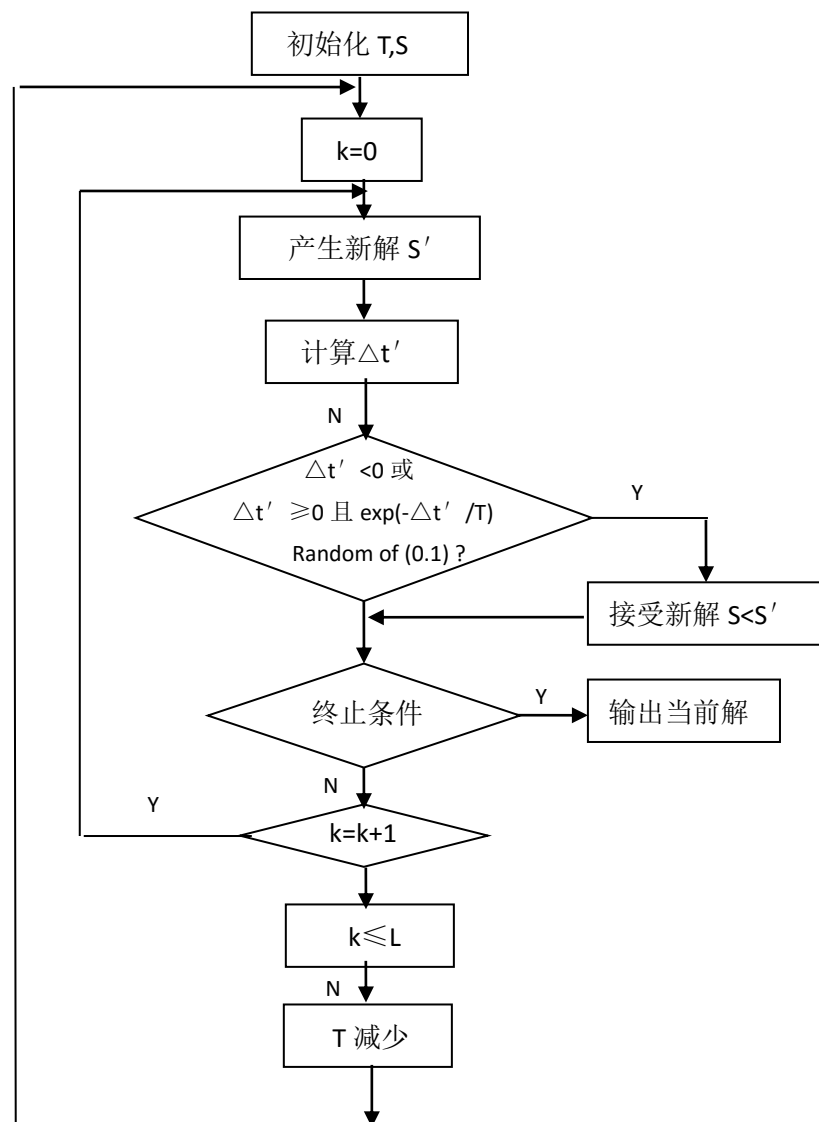 初始化 T,S
k=0
产生新解 S′
计算△t′
N
△t′ <0 或
△t′ ≥0 且 exp(-△t′ /T)
Random of (0.1) ?
Y
接受新解 S<S′
终止条件
Y
输出当前解
N
Y
k=k+1
k≤L
N
T 减少